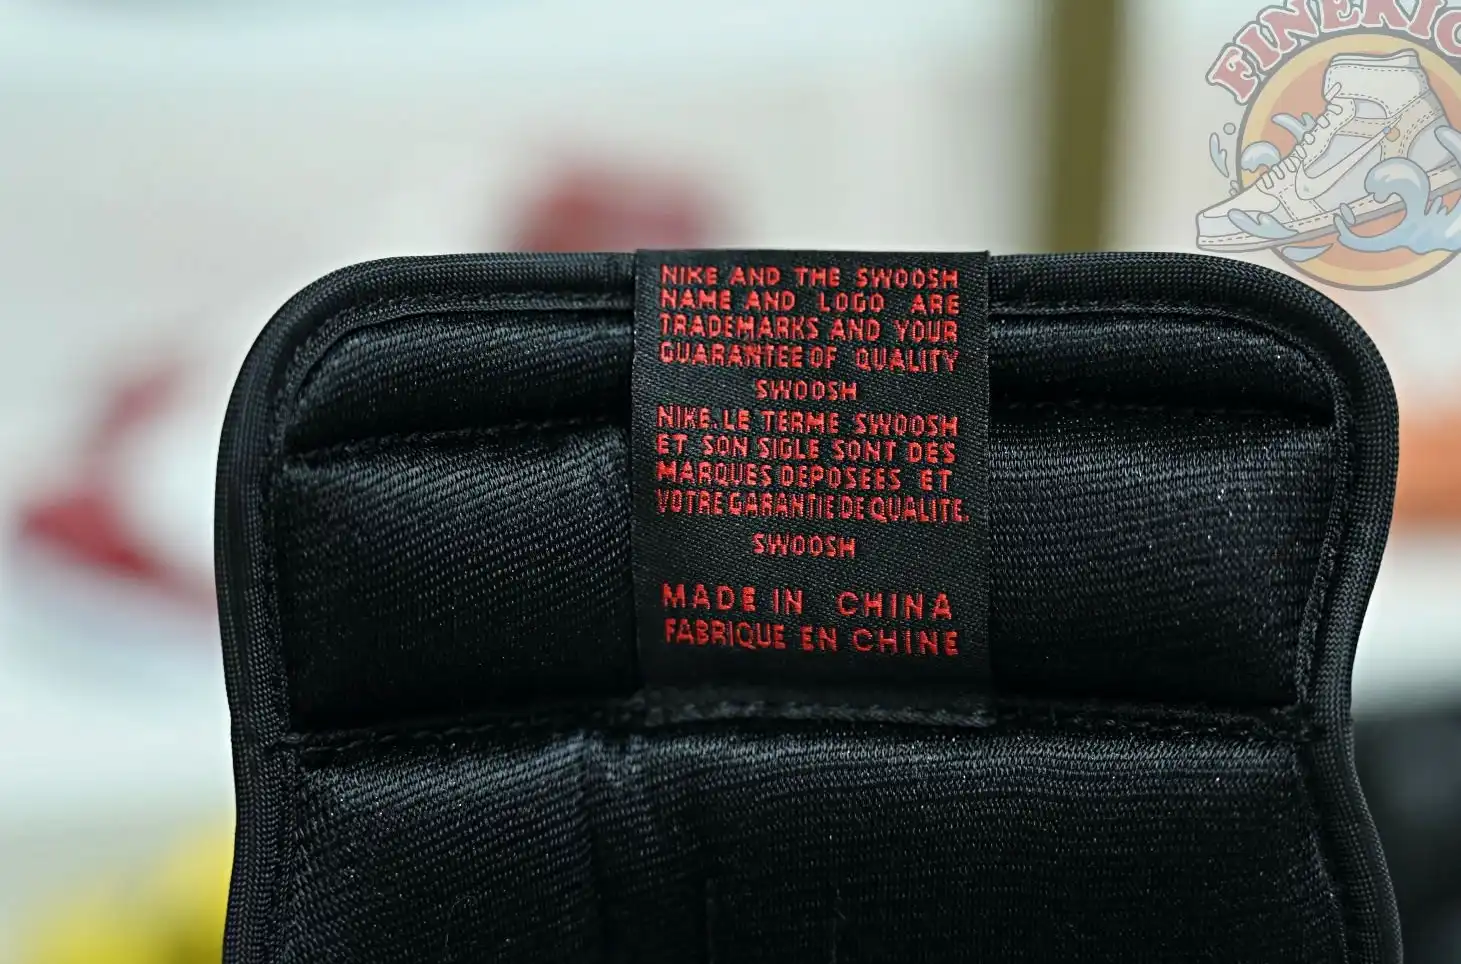 FINEKIC
NIKE AND THE SWOOSH
NAME AND LOGO ARE
TRADEMARKS AND YOUR
GUARANTEE OF QUALITY
SWOOSH
NIKE. LE TERME SWOOSH
ET SON SIGLE SONT DES
MARQUES DEPOSEES ET
VOTRE GARANTIE DE QUALITE.
SWOOSH
MADE IN CHINA
FABRIQUE EN CHINE